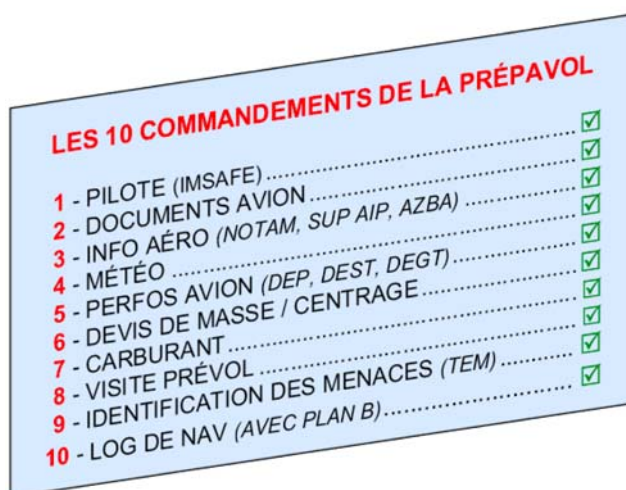 LES 10 COMMANDEMENTS DE LA PRÉPAVOL
1 - PILOTE (IMSAFE)....................................................................... ☑
2 - DOCUMENTS AVION............................................................ ☑
3 - INFO AÉRO (NOTAM, SUP AIP, AZBA) ........................ ☑
4 - MÉTÉO ................................................................................ ☑
5 - PERFOS AVION (DEP, DEST, DEGT) ........................... ☑
6 - DEVIS DE MASSE / CENTRAGE.................................... ☑
7 - CARBURANT...................................................................... ☑
8 - VISITE PRÉVOL................................................................. ☑
9 - IDENTIFICATION DES MENACES (TEM) .................... ☑
10 - LOG DE NAV (AVEC PLAN B)....................................... ☑